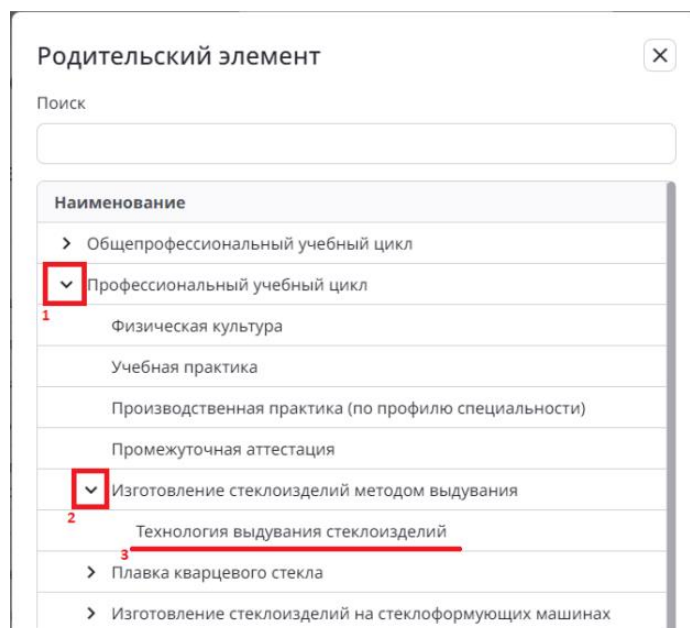 Родительский элемент
Поиск
Наименование
Общепрофессиональный учебный цикл
Профессиональный учебный цикл
1
Физическая культура
Учебная практика
Производственная практика (по профилю специальности)
Промежуточная аттестация
Изготовление стеклоизделий методом выдувания
2
Технология выдувания стеклоизделий
3
Плавка кварцевого стекла
Изготовление стеклоизделий на стеклоформующих машинах